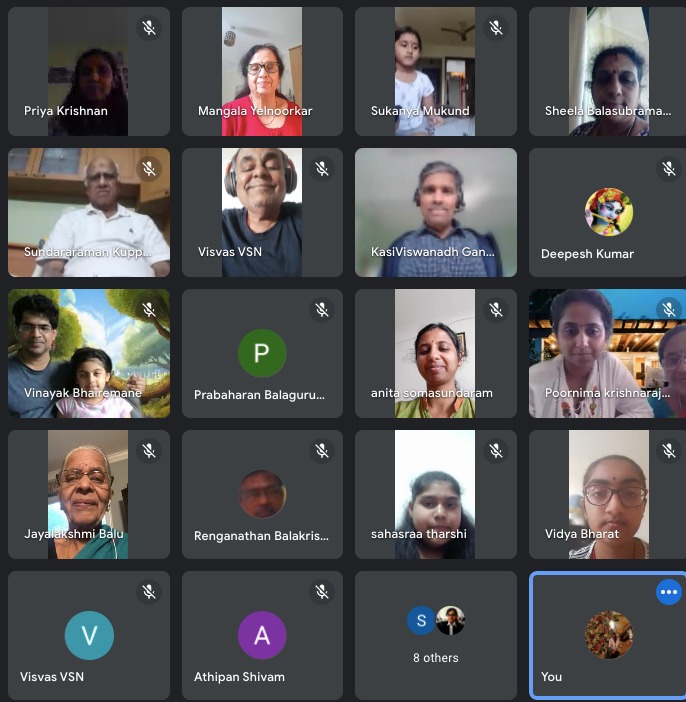 Priya Krishnan
Mangala Yelnoorkar
Sukanya Mukund
Sheela Balasubrama...
Sundararaman Kupp...
Visvas VSN
KasiViswanadh Gan...
Deepesh Kumar
Vinayak Bhairemane
P
Prabaharan Balaguru...
anita somasundaram
Poornima krishnaraj...
Jayalakshmi Balu
Renganathan Balakris...
sahasraa tharshi
Vidya Bharat
V
Visvas VSN
A
Athipan Shivam
S
8 others
You